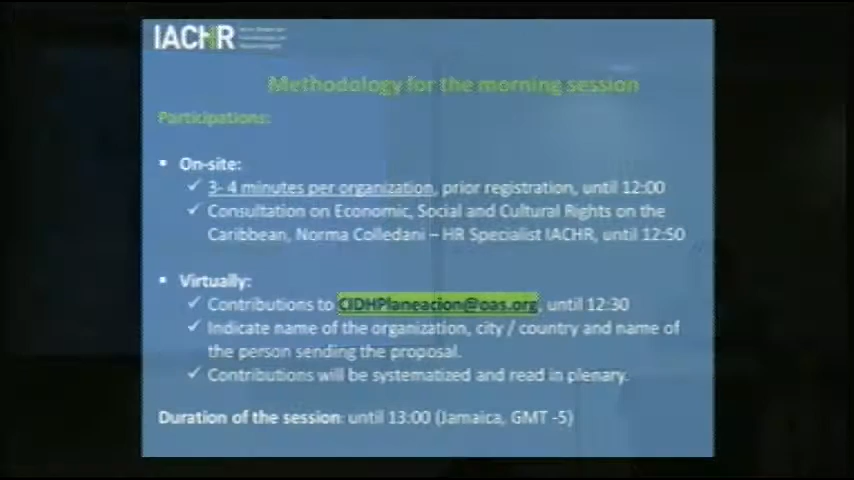 IACHR
Methodology for the morning session
Participations:
On-site:
3- 4 minutes per organization, prior registration, until 12:00
Consultation on Economic, Social and Cultural Rights on the
Caribbean, Norma Colledani – HR Specialist IACHR, until 12:50
Virtually:
Contributions to CIDHPlaneacion@oas.org, until 12:30
Indicate name of the organization, city / country and name of
the person sending the proposal.
Contributions will be systematized and read in plenary.
Duration of the session: until 13:00 (Jamaica, GMT -5)